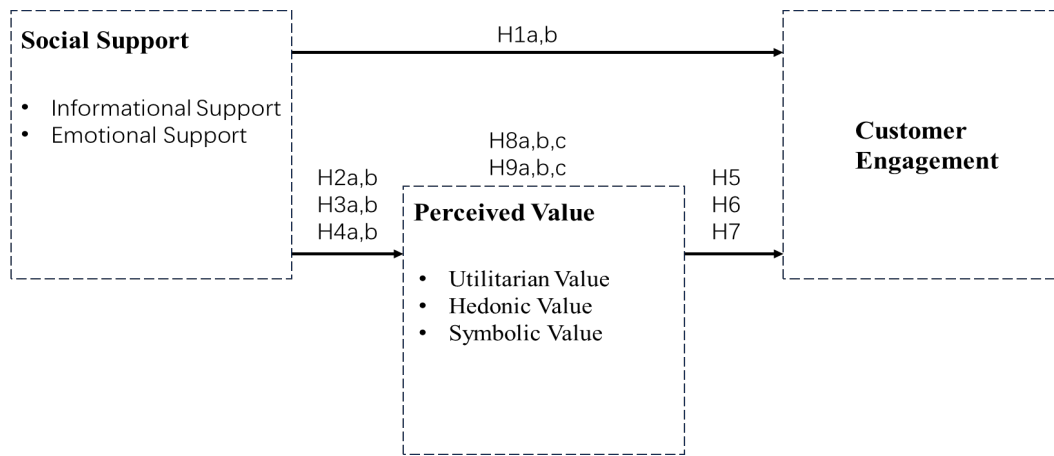 Social Support
• Informational Support
• Emotional Support
H1a,b
H8a,b,c
H9a,b,c
H2a,b
H3a,b
H4a,b
Perceived Value
• Utilitarian Value
• Hedonic Value
• Symbolic Value
H5
H6
H7
Customer
Engagement